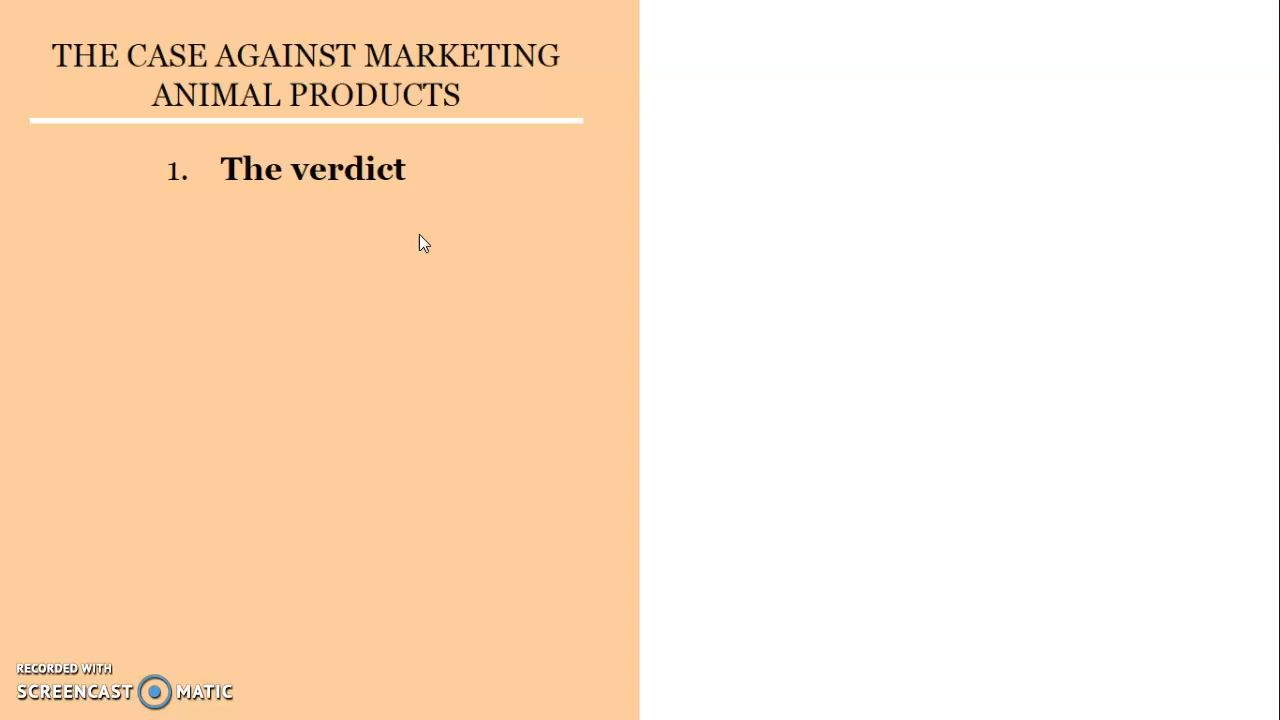 THE CASE AGAINST MARKETING
ANIMAL PRODUCTS
1. The verdict
RECORDED WITH
SCREENCAST MATIC